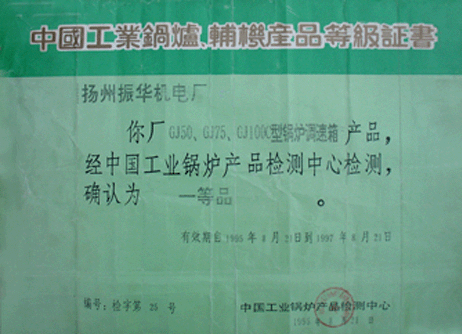 中國工業鍋爐、輔機產品等級証書
扬州振华机电厂
你厂GJ50、GJ75、GJ100C型锅炉调速箱产品，
经中国工业锅炉产品检测中心检测，
确认为 一等品 。
有效期自1995年8月21日到1997年8月21日
编号：检字第 25 号
中国工业锅炉产品检测中心